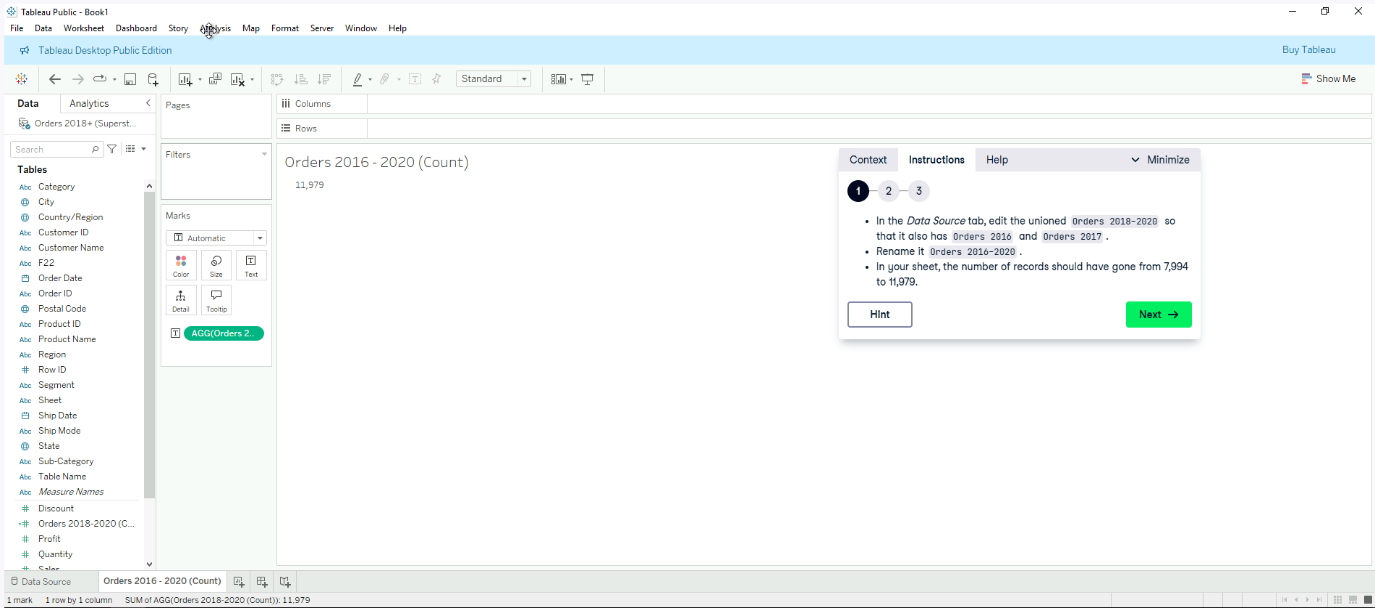 Tableau Public - Book1
File Data Worksheet Dashboard Story Analysis Map Format Server Window Help
Tableau Desktop Public Edition
Buy Tableau
Standard
Show Me
Data Analytics
Orders 2018+ (Superst...
Search
Tables
Abc Category
City
Country/Region
Abc Customer ID
Abc Customer Name
Abc F22
Order Date
Abc Order ID
Postal Code
Abc Product ID
Abc Product Name
Abc Region
# Row ID
Abc Segment
Abc Sheet
Ship Date
Abc Ship Mode
State
Abc Sub-Category
Abc Table Name
Abc Measure Names
# Discount
# Orders 2018-2020 (C...
# Profit
# Quantity
# Sales
Pages
Filters
Marks
Automatic
Color Size Text
Detail Tooltip
AGG(Orders 2..
Columns
Rows
Orders 2016 - 2020 (Count)
11,979
Context Instructions Help Minimize
1 2 3
• In the Data Source tab, edit the unioned Orders 2018-2020 so
that it also has Orders 2016 and Orders 2017 .
• Rename it Orders 2016-2020 .
• In your sheet, the number of records should have gone from 7,994
to 11,979.
Hint
Next →
Data Source Orders 2016 - 2020 (Count)
1 mark 1 row by 1 column SUM of AGG(Orders 2018-2020 (Count)): 11,979